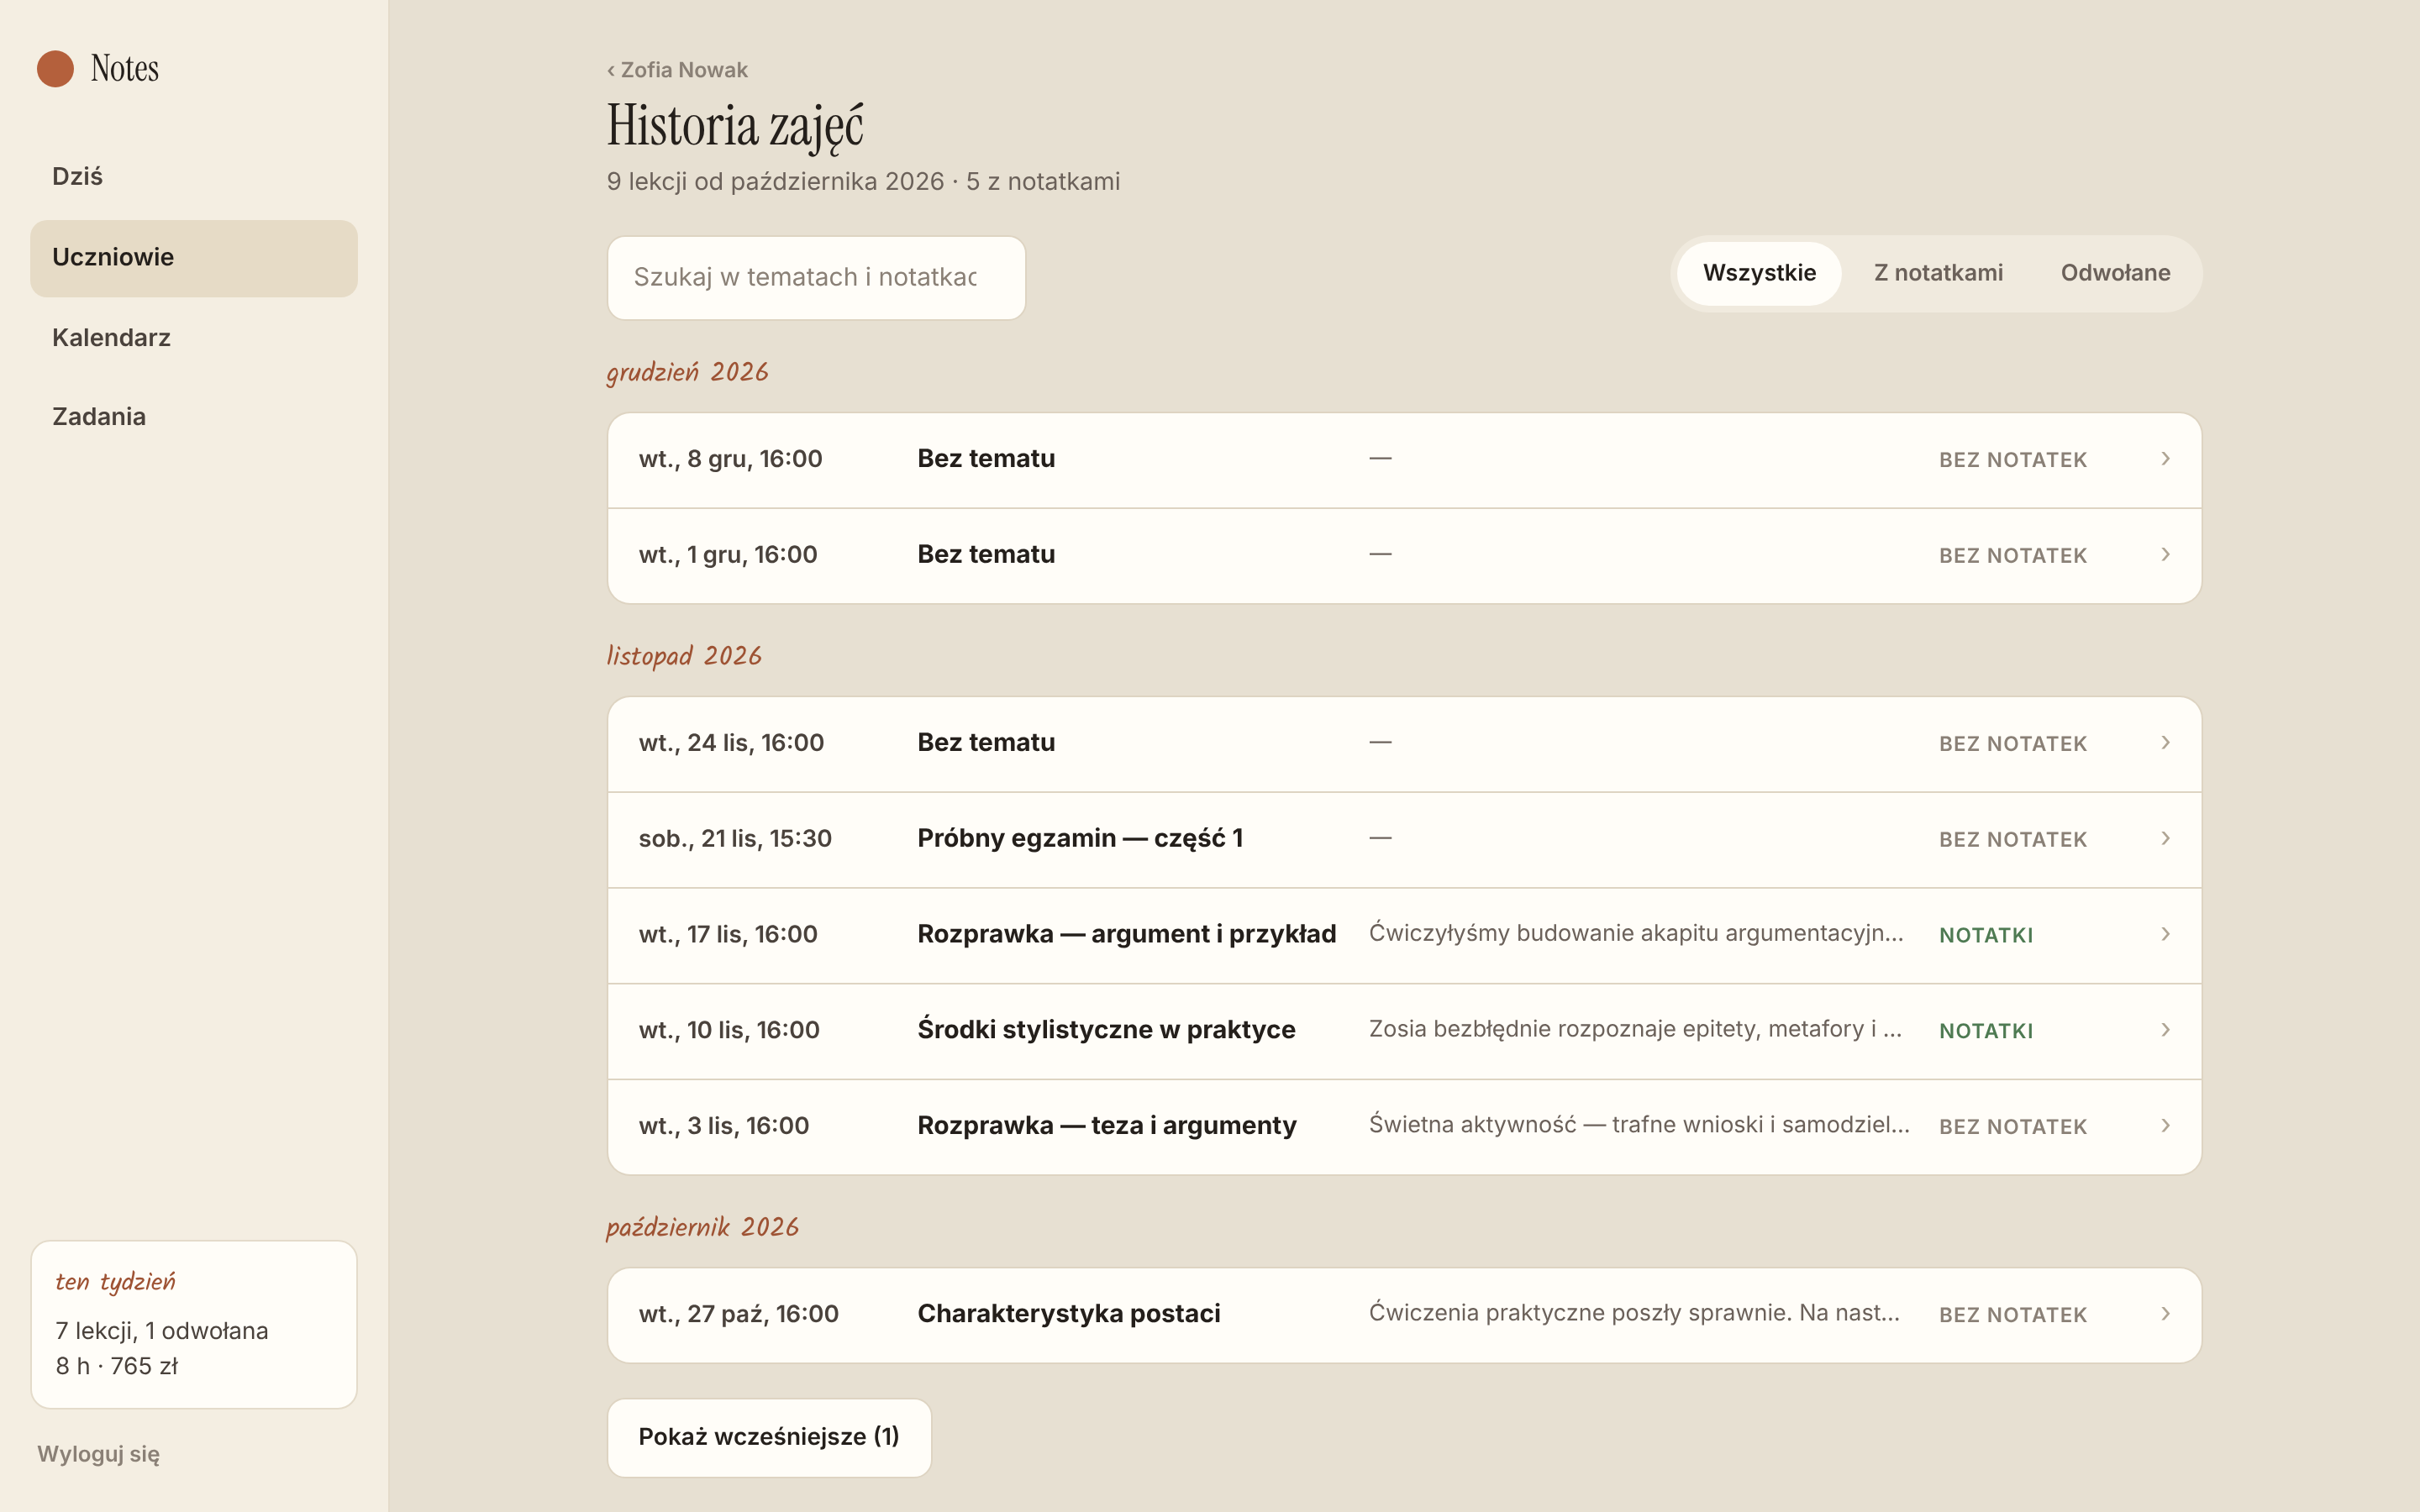 Notes
Dziś
Uczniowie
Kalendarz
Zadania
ten tydzień
7 lekcji, 1 odwołana
8 h · 765 zł
Wyloguj się
‹ Zofia Nowak
Historia zajęć
9 lekcji od października 2026 · 5 z notatkami
Szukaj w tematach i notatkac
Wszystkie Z notatkami Odwołane
grudzień 2026
wt., 8 gru, 16:00 Bez tematu — BEZ NOTATEK ›
wt., 1 gru, 16:00 Bez tematu — BEZ NOTATEK ›
listopad 2026
wt., 24 lis, 16:00 Bez tematu — BEZ NOTATEK ›
sob., 21 lis, 15:30 Próbny egzamin — część 1 — BEZ NOTATEK ›
wt., 17 lis, 16:00 Rozprawka — argument i przykład Ćwiczyłyśmy budowanie akapitu argumentacyjn... NOTATKI ›
wt., 10 lis, 16:00 Środki stylistyczne w praktyce Zosia bezbłędnie rozpoznaje epitety, metafory i ... NOTATKI ›
wt., 3 lis, 16:00 Rozprawka — teza i argumenty Świetna aktywność — trafne wnioski i samodziel... BEZ NOTATEK ›
październik 2026
wt., 27 paź, 16:00 Charakterystyka postaci Ćwiczenia praktyczne poszły sprawnie. Na nast... BEZ NOTATEK ›
Pokaż wcześniejsze (1)